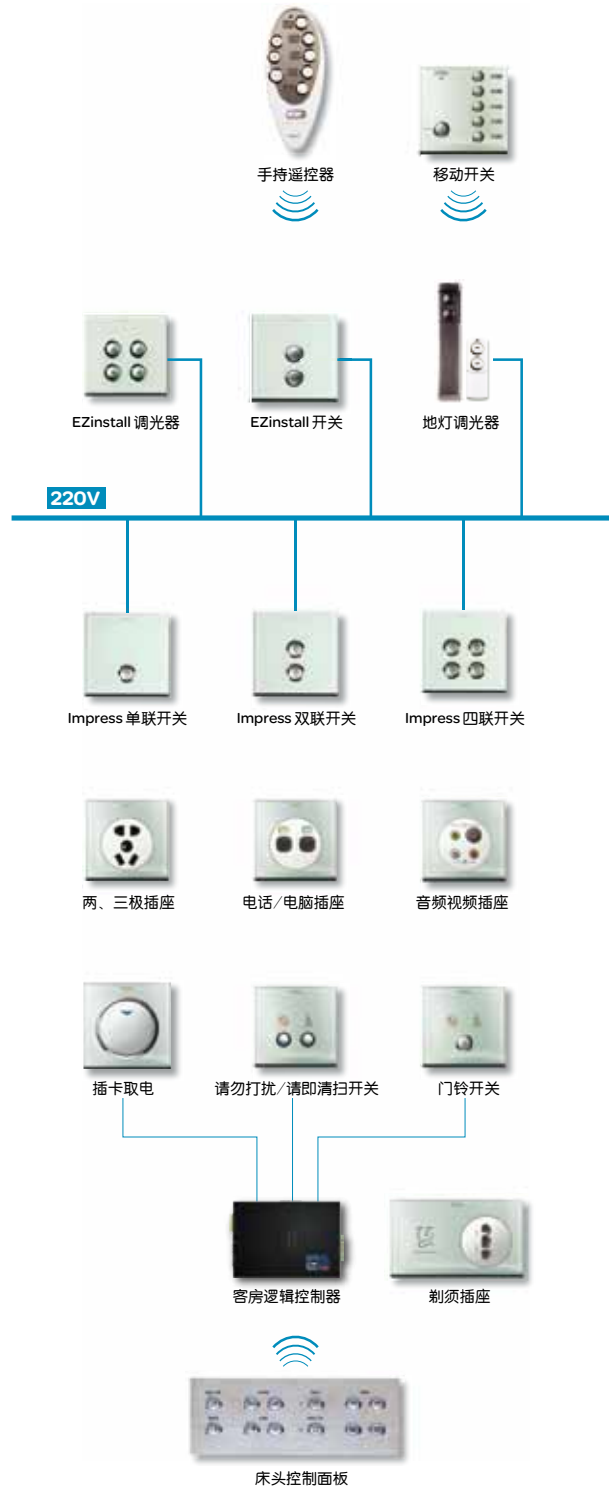 手持遥控器
移动开关
EZinstall 调光器
EZinstall 开关
地灯调光器
220V
Impress 单联开关
Impress 双联开关
Impress 四联开关
两、三极插座
电话/电脑插座
音频视频插座
插卡取电
请勿打扰/请即清扫开关
门铃开关
客房逻辑控制器
剃须插座
床头控制面板